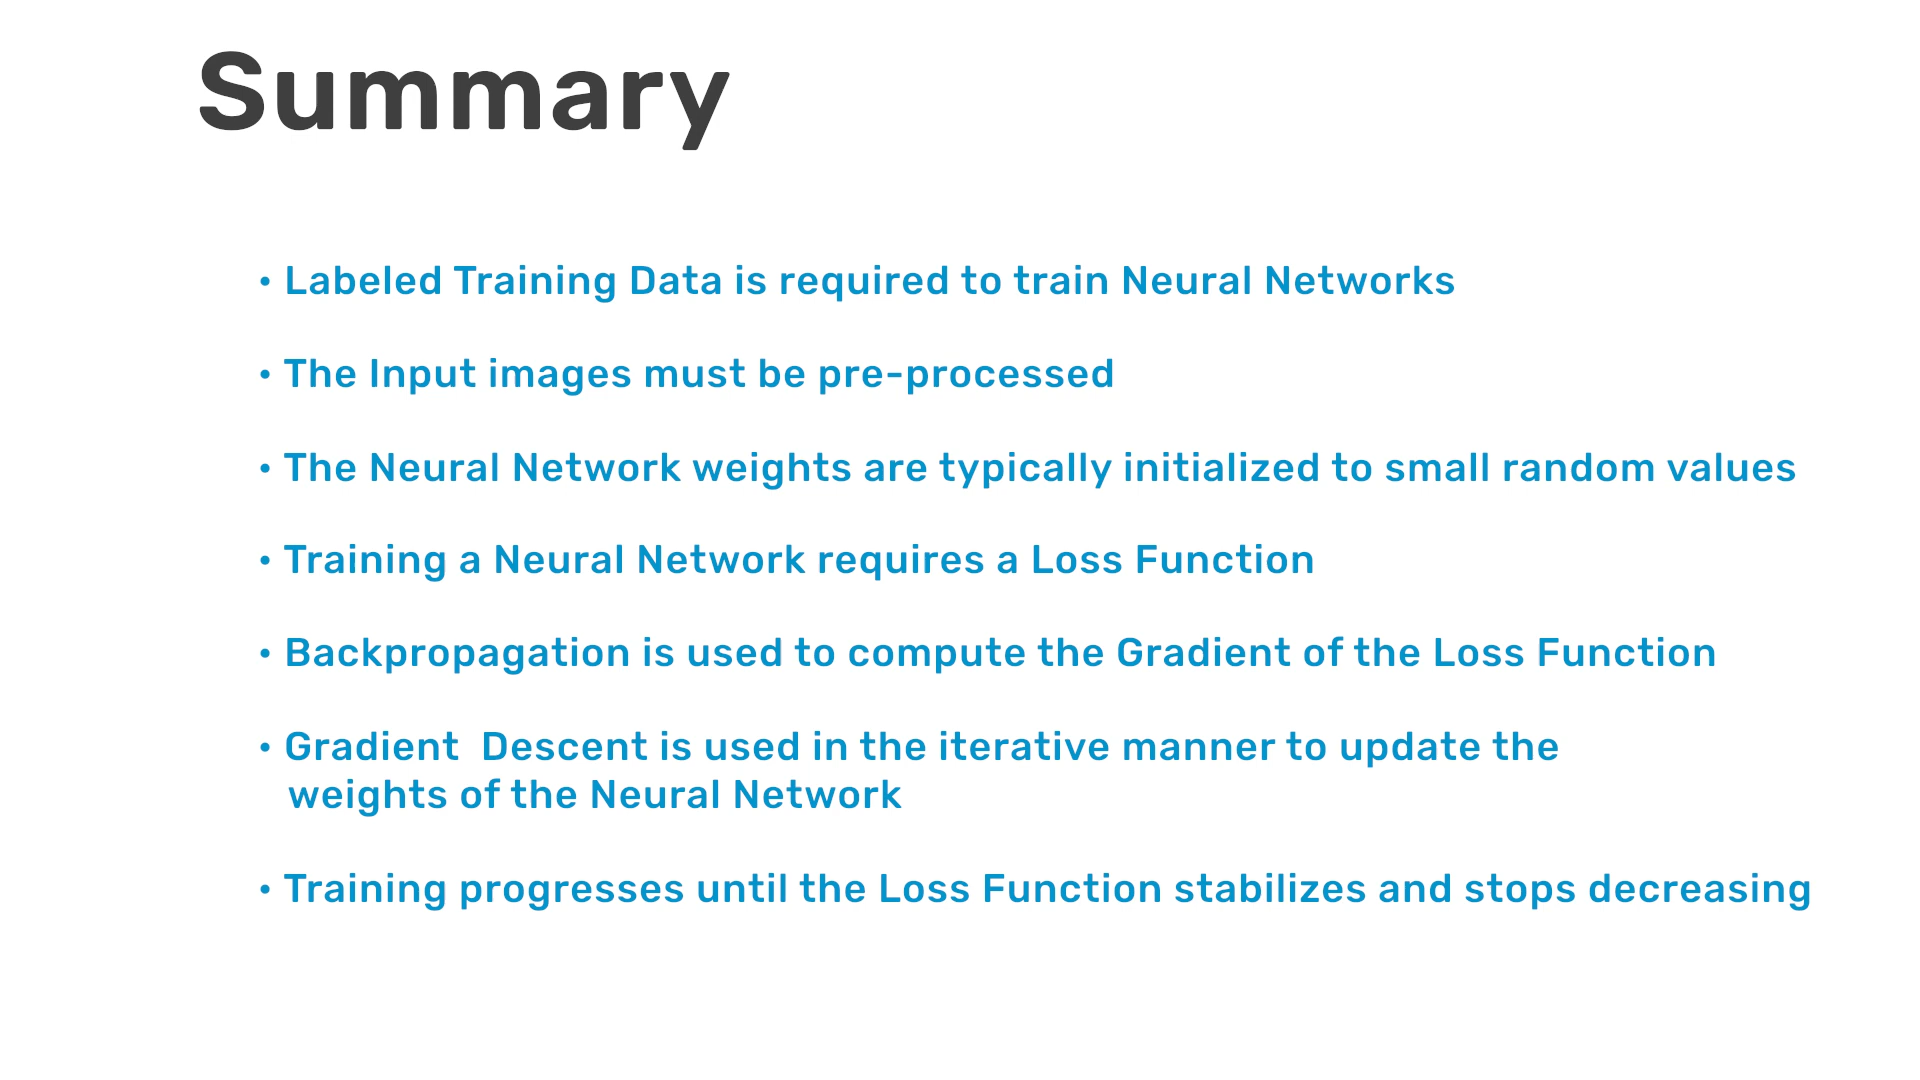 Summary
• Labeled Training Data is required to train Neural Networks
• The Input images must be pre-processed
• The Neural Network weights are typically initialized to small random values
• Training a Neural Network requires a Loss Function
• Backpropagation is used to compute the Gradient of the Loss Function
• Gradient  Descent is used in the iterative manner to update the
weights of the Neural Network
• Training progresses until the Loss Function stabilizes and stops decreasing